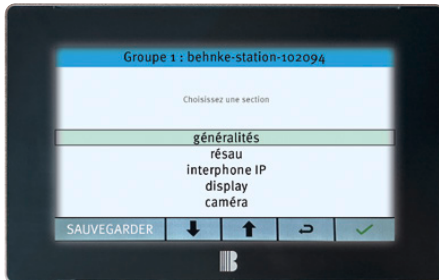 Groupe 1 : behnke-station-102094
Choisissez une section
généralités
résau
interphone IP
display
caméra
SAUVEGARDER